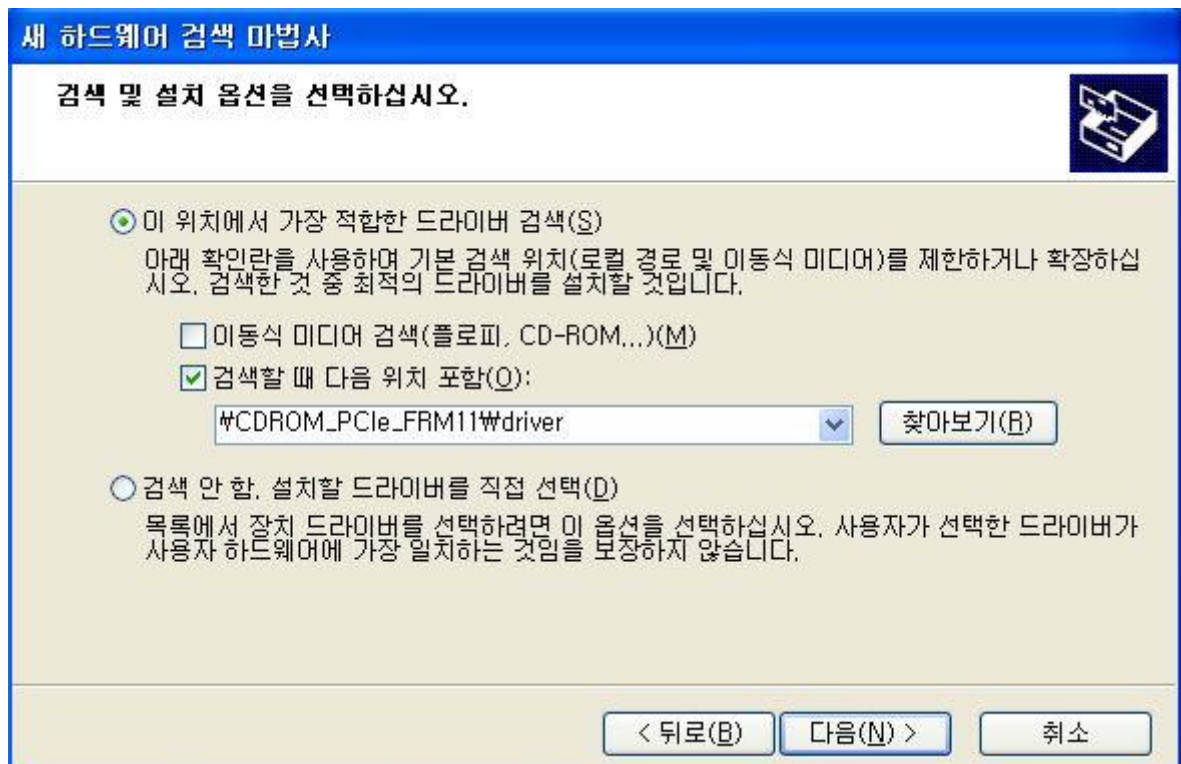 새 하드웨어 검색 마법사
검색 및 설치 옵션을 선택하십시오.
이 위치에서 가장 적합한 드라이버 검색(S)
아래 확인란을 사용하여 기본 검색 위치(로컬 경로 및 이동식 미디어)를 제한하거나 확장하십
시오. 검색한 것 중 최적의 드라이버를 설치할 것입니다.
이동식 미디어 검색(플로피, CD-ROM...)(M)
검색할 때 다음 위치 포함(O):
₩CDROM_PCIe_FRM11₩driver
찾아보기(R)
검색 안 함. 설치할 드라이버를 직접 선택(D)
목록에서 장치 드라이버를 선택하려면 이 옵션을 선택하십시오. 사용자가 선택한 드라이버가
사용자 하드웨어에 가장 일치하는 것임을 보장하지 않습니다.
< 뒤로(B) 다음(N) > 취소